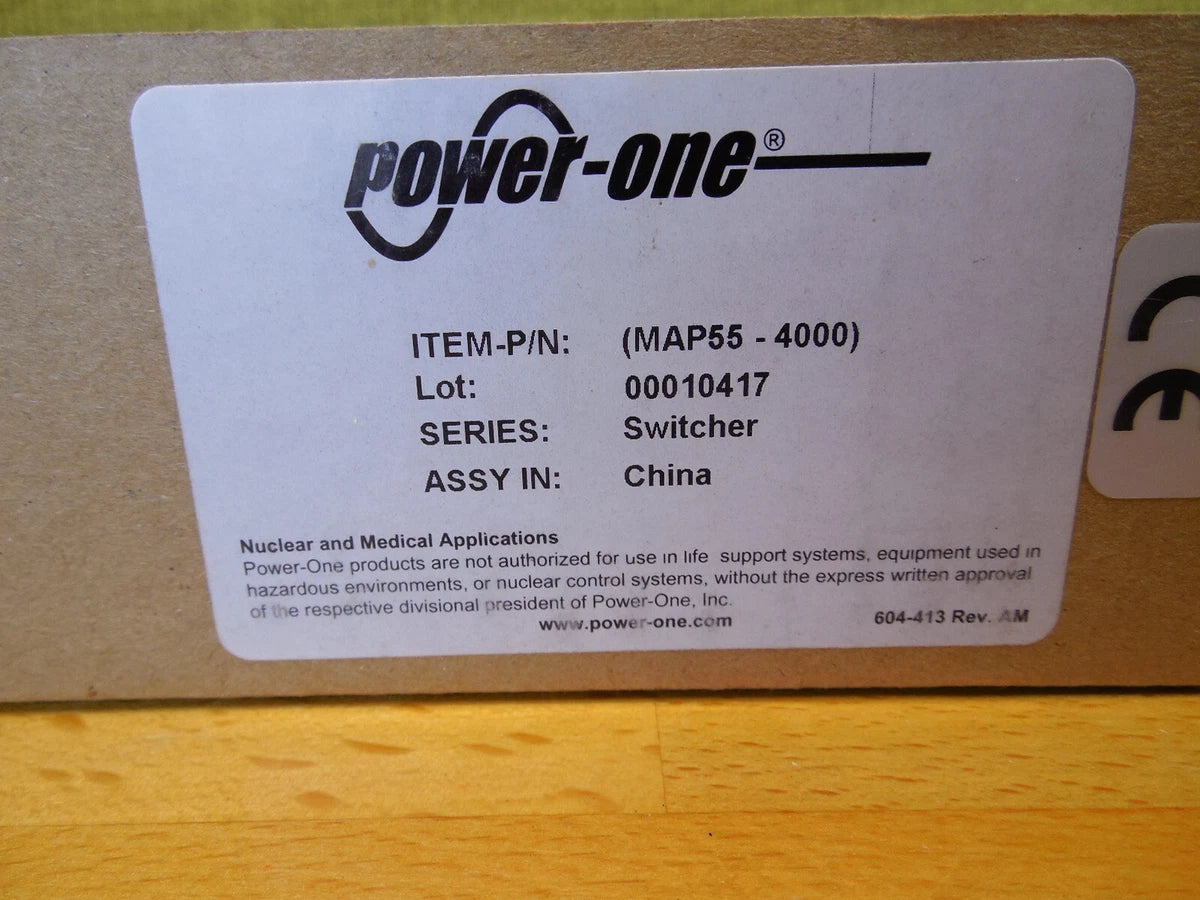 power-one®
ITEM-P/N: (MAP55 - 4000)
Lot: 00010417
SERIES: Switcher
ASSY IN: China
CE
Nuclear and Medical Applications
Power-One products are not authorized for use in life support systems, equipment used in
hazardous environments, or nuclear control systems, without the express written approval
of the respective divisional president of Power-One, Inc.
www.power-one.com 604-413 Rev. AM